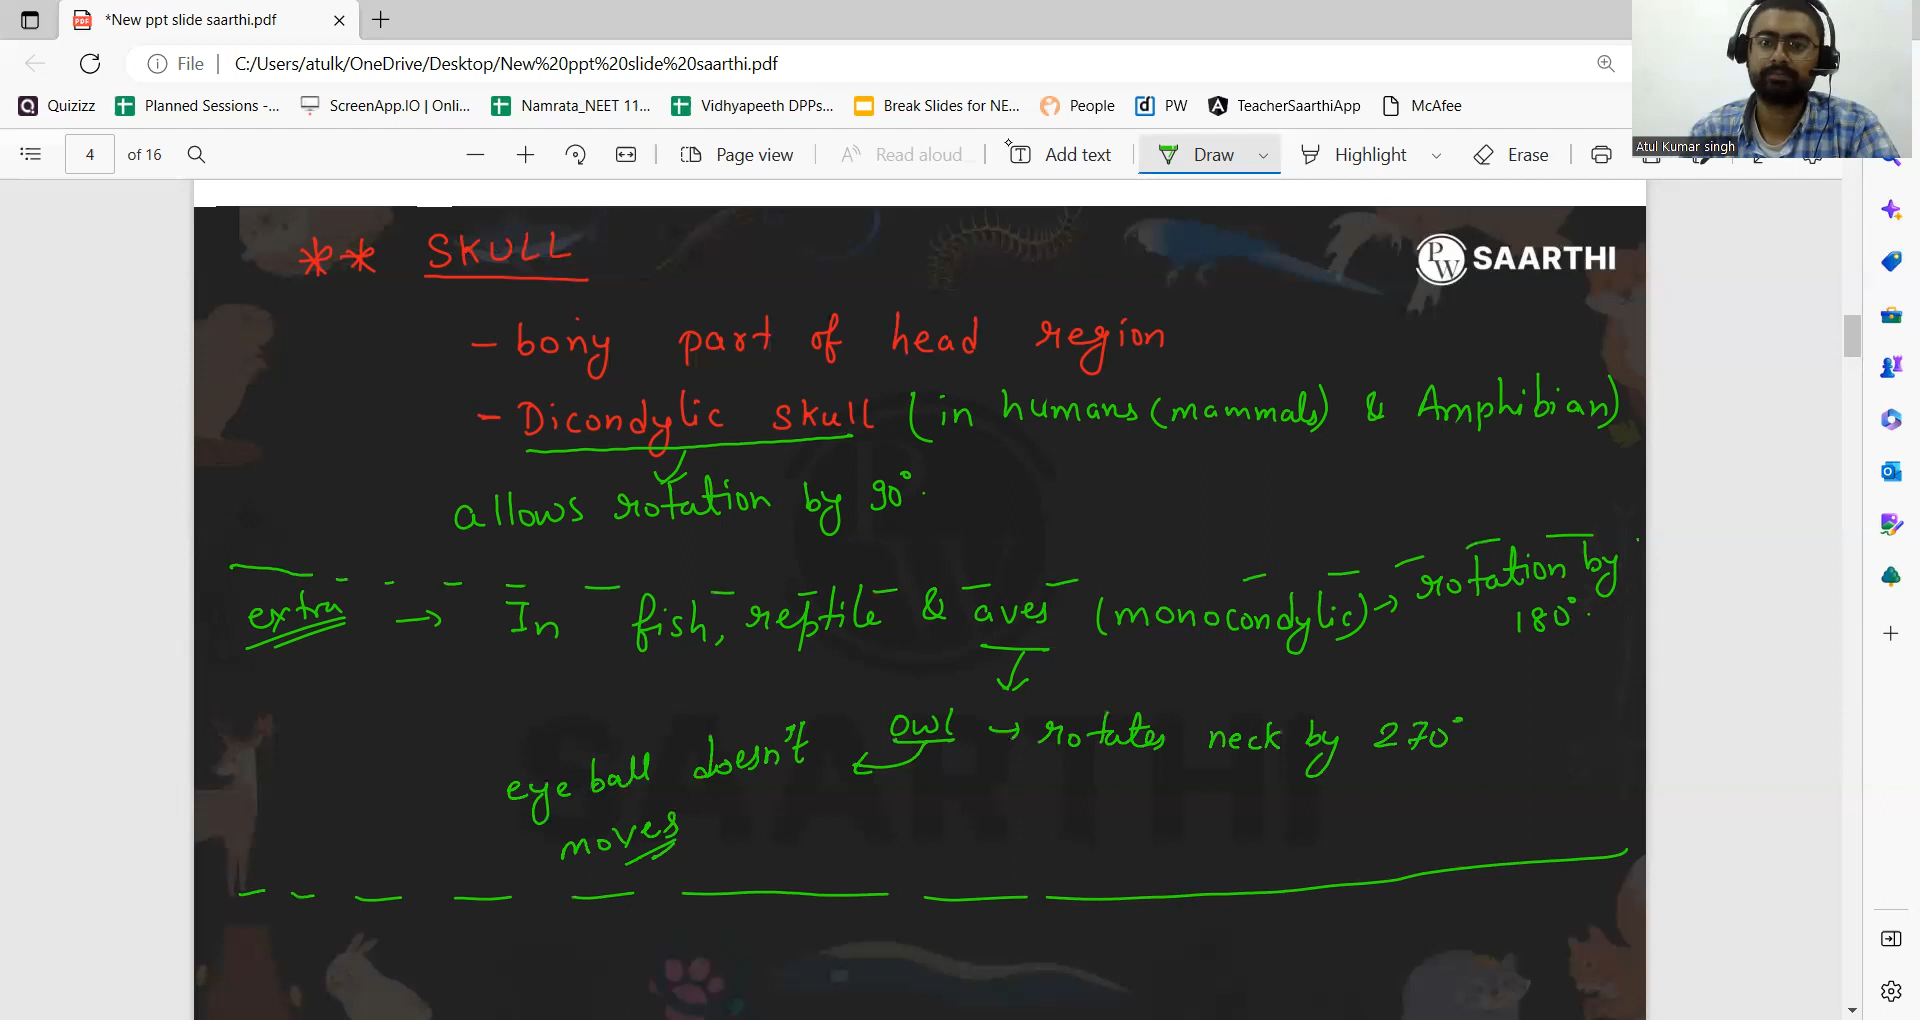 *New ppt slide saarthi.pdf
File C:/Users/atulk/OneDrive/Desktop/New%20ppt%20slide%20saarthi.pdf
Quizizz Planned Sessions -... ScreenApp.IO | Onli... Namrata_NEET 11... Vidhyapeeth DPPs... Break Slides for NE... People PW TeacherSaarthiApp McAfee
4 of 16 Page view Read aloud Add text Draw Highlight Erase
Atul Kumar singh
** SKULL
PW SAARTHI
- bony part of head region
- Dicondylic skull (in humans (mammals) & Amphibian)
allows rotation by 90°.
extra → In fish, reptile & aves (monocondylic) → rotation by 180°.
owl → rotates neck by 270°
eye ball doesn't
moves
SAARTHI